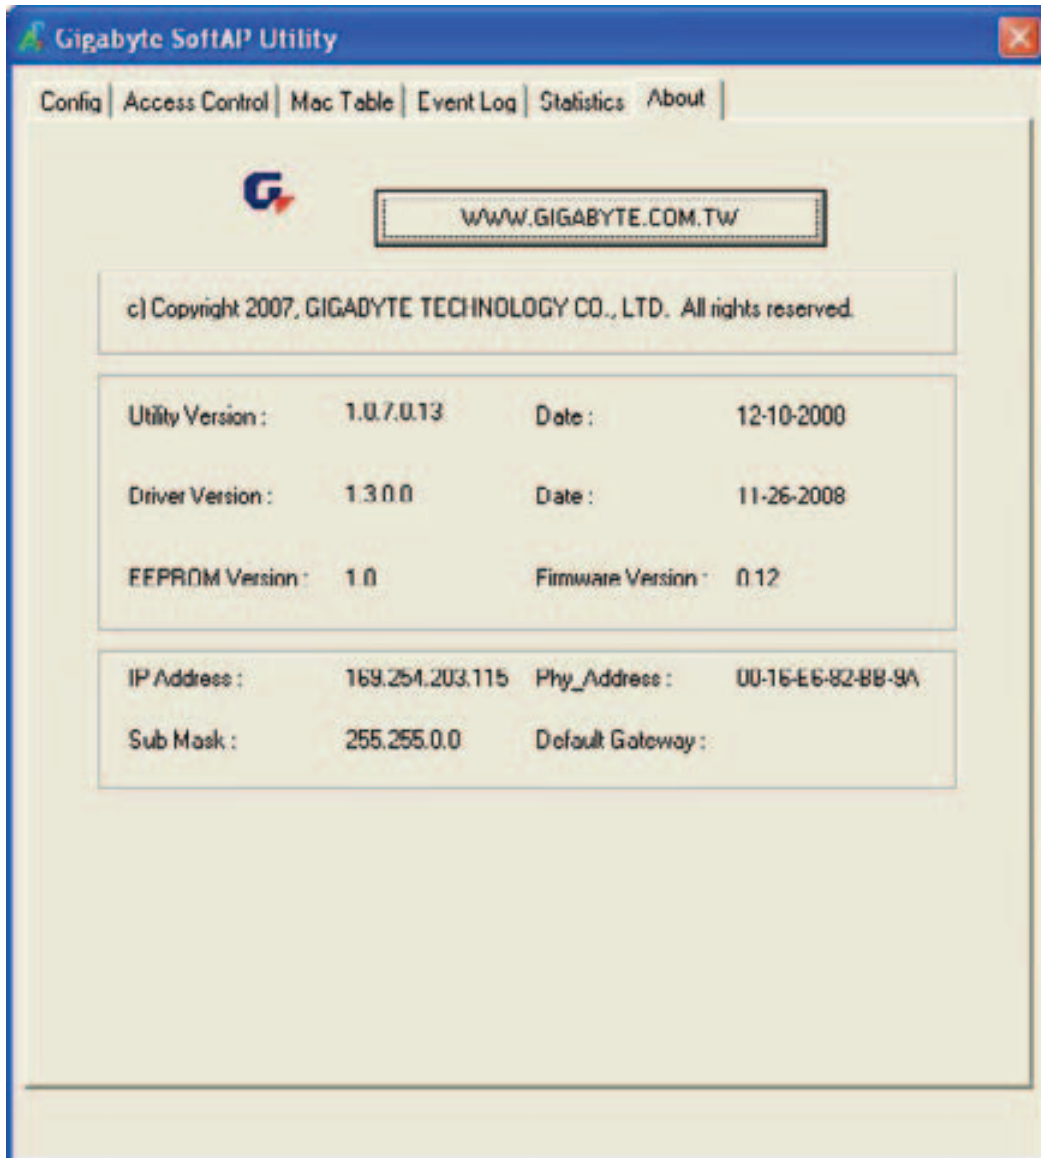 Gigabyte SoftAP Utility
Config Access Control Mac Table Event Log Statistics About
G
WWW.GIGABYTE.COM.TW
c) Copyright 2007, GIGABYTE TECHNOLOGY CO., LTD. All rights reserved.
Utility Version : 1.0.7.0.13 Date : 12-10-2008
Driver Version : 1.3.0.0 Date : 11-26-2008
EEPROM Version : 1.0 Firmware Version : 0.12
IP Address : 169.254.203.115 Phy_Address : 00-16-E6-82-BB-9A
Sub Mask : 255.255.0.0 Default Gateway :